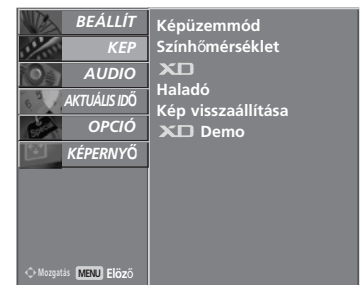 BEÁLLÍT
KEP
AUDIO
AKTUÁLIS IDŐ
OPCIÓ
KÉPERNYŐ
Képüzemmód
Színhőmérséklet
XD
Haladó
Kép visszaállítása
XD Demo
Mozgatás MENU Előző